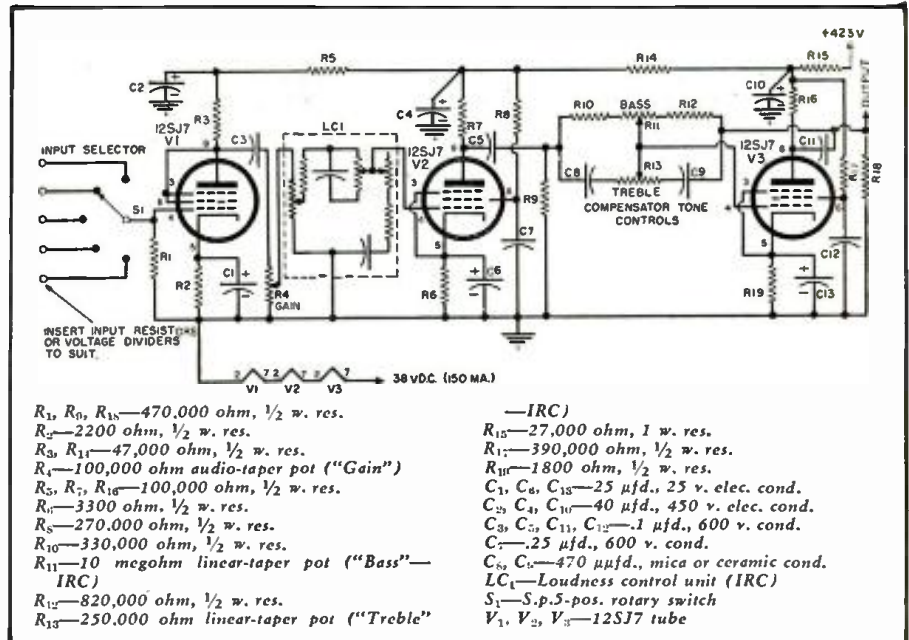 +423V
R5
R14
R15
C2
C4
C10
R3
R7
R8
R16
12SJ7
V1
C3
LC1
C5
R10
BASS
R12
R11
C11
OUTPUT
INPUT SELECTOR
12SJ7
V2
12SJ7
V3
R18
R13
C8
C9
TREBLE
COMPENSATOR TONE
CONTROLS
S1
R1
R9
C7
C12
R2
C1
R4
GAIN
R6
C6
R19
C13
INSERT INPUT RESISTORS
OR VOLTAGE DIVIDERS
TO SUIT.
2 7 2 7 2 7
V1 V2 V3
38 V.D.C. (150 MA.)
R1, R9, R18—470,000 ohm, ½ w. res.
R2—2200 ohm, ½ w. res.
R3, R14—47,000 ohm, ½ w. res.
R4—100,000 ohm audio-taper pot ("Gain")
R5, R7, R16—100,000 ohm, ½ w. res.
R6—3300 ohm, ½ w. res.
R8—270.000 ohm, ½ w. res.
R10—330,000 ohm, ½ w. res.
R11—10 megohm linear-taper pot ("Bass"—
IRC)
R12—820,000 ohm, ½ w. res.
R13—250,000 ohm linear-taper pot ("Treble"
—IRC)
R15—27,000 ohm, 1 w. res.
R17—390,000 ohm, ½ w. res.
R19—1800 ohm, ½ w. res.
C1, C6, C13—25 µfd., 25 v. elec. cond.
C2, C4, C10—40 µfd., 450 v. elec. cond.
C3, C5, C11, C12—.1 µfd., 600 v. cond.
C7—.25 µfd., 600 v. cond.
C8, C9—470 µµfd., mica or ceramic cond.
LC1—Loudness control unit (IRC)
S1—S.p.5-pos. rotary switch
V1, V2, V3—12SJ7 tube